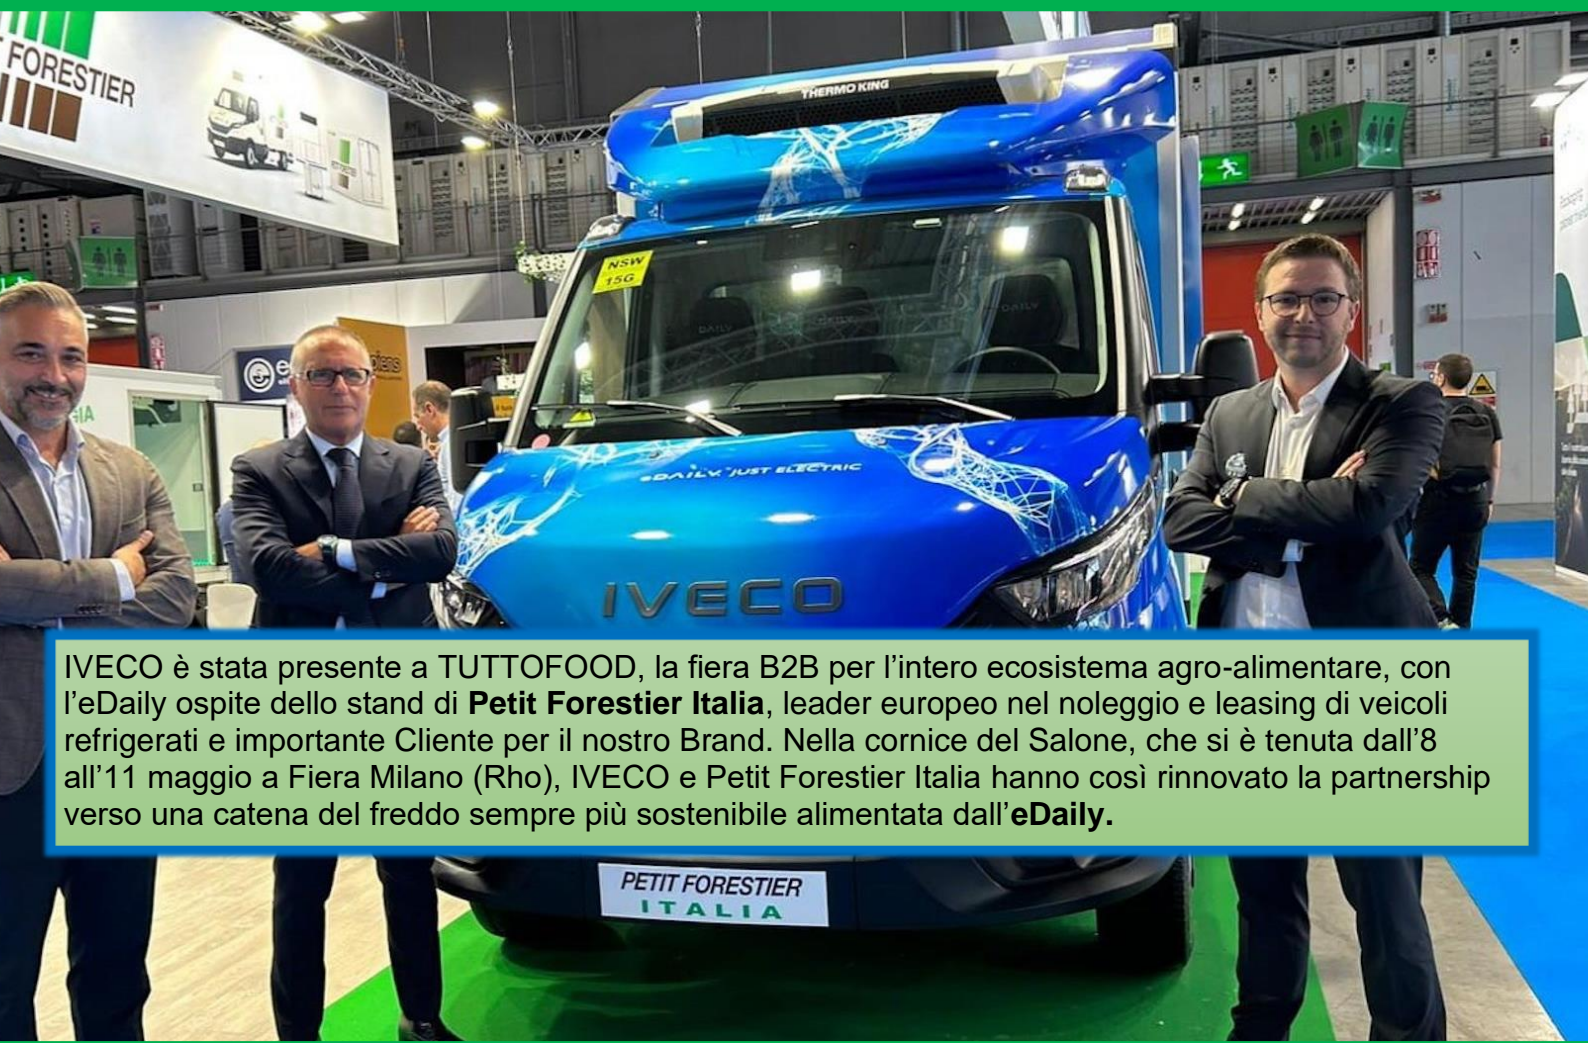 FORESTIER
THERMO KING
NSW
15G
DAILY
DAILY
eDAILY. JUST ELECTRIC
IVECO
IVECO è stata presente a TUTTOFOOD, la fiera B2B per l’intero ecosistema agro-alimentare, con
l’eDaily ospite dello stand di Petit Forestier Italia, leader europeo nel noleggio e leasing di veicoli
refrigerati e importante Cliente per il nostro Brand. Nella cornice del Salone, che si è tenuta dall’8
all’11 maggio a Fiera Milano (Rho), IVECO e Petit Forestier Italia hanno così rinnovato la partnership
verso una catena del freddo sempre più sostenibile alimentata dall’eDaily.
PETIT FORESTIER
ITALIA